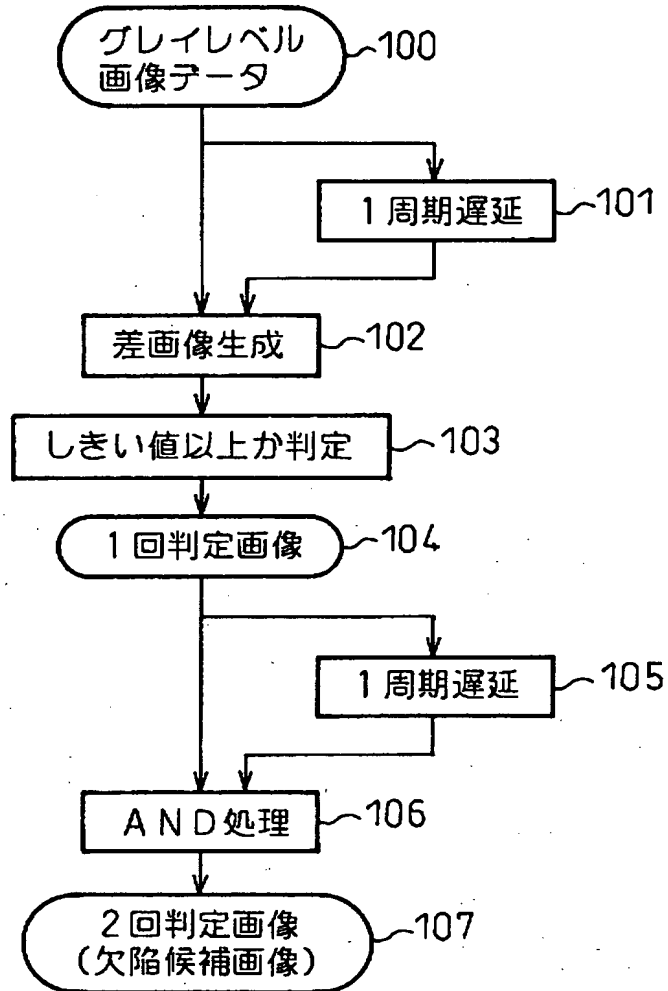 グレイレベル
画像データ
100
1周期遅延
101
差画像生成
102
しきい値以上か判定
103
1回判定画像
104
1周期遅延
105
AND処理
106
2回判定画像
(欠陥候補画像)
107